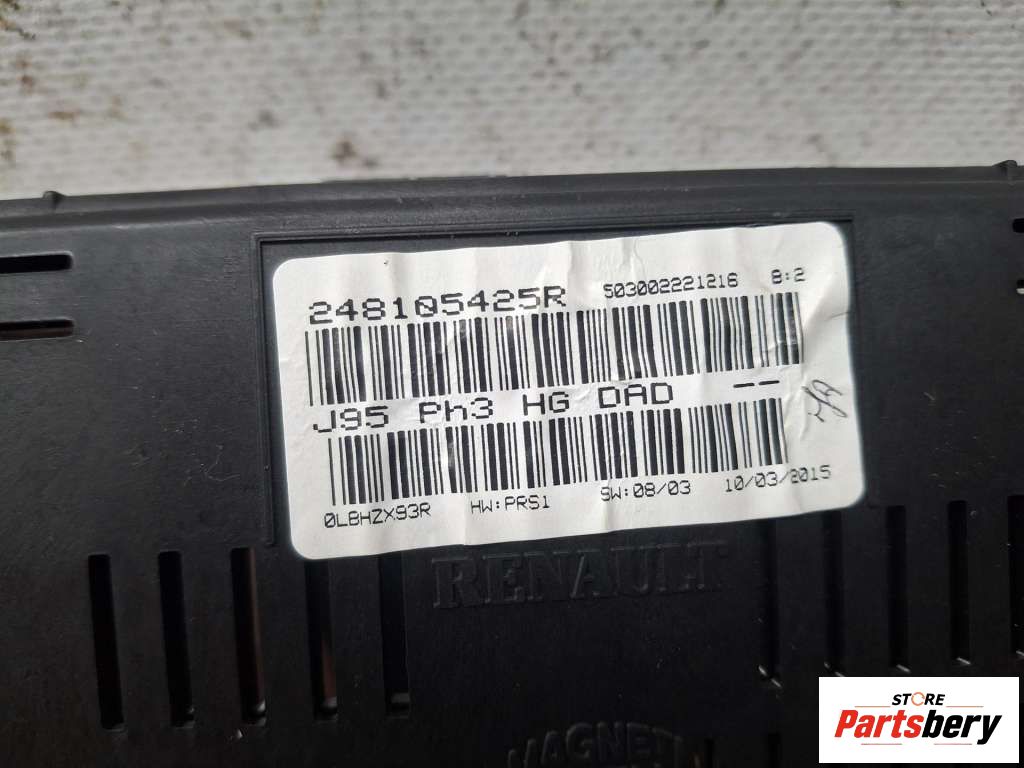 248105425R 503002221216 8:2
J95 Ph3 HG DAD --
0LBHZX93R HW:PRS1 SW:08/03 10/03/2015
RENAULT
STORE
Partsbery